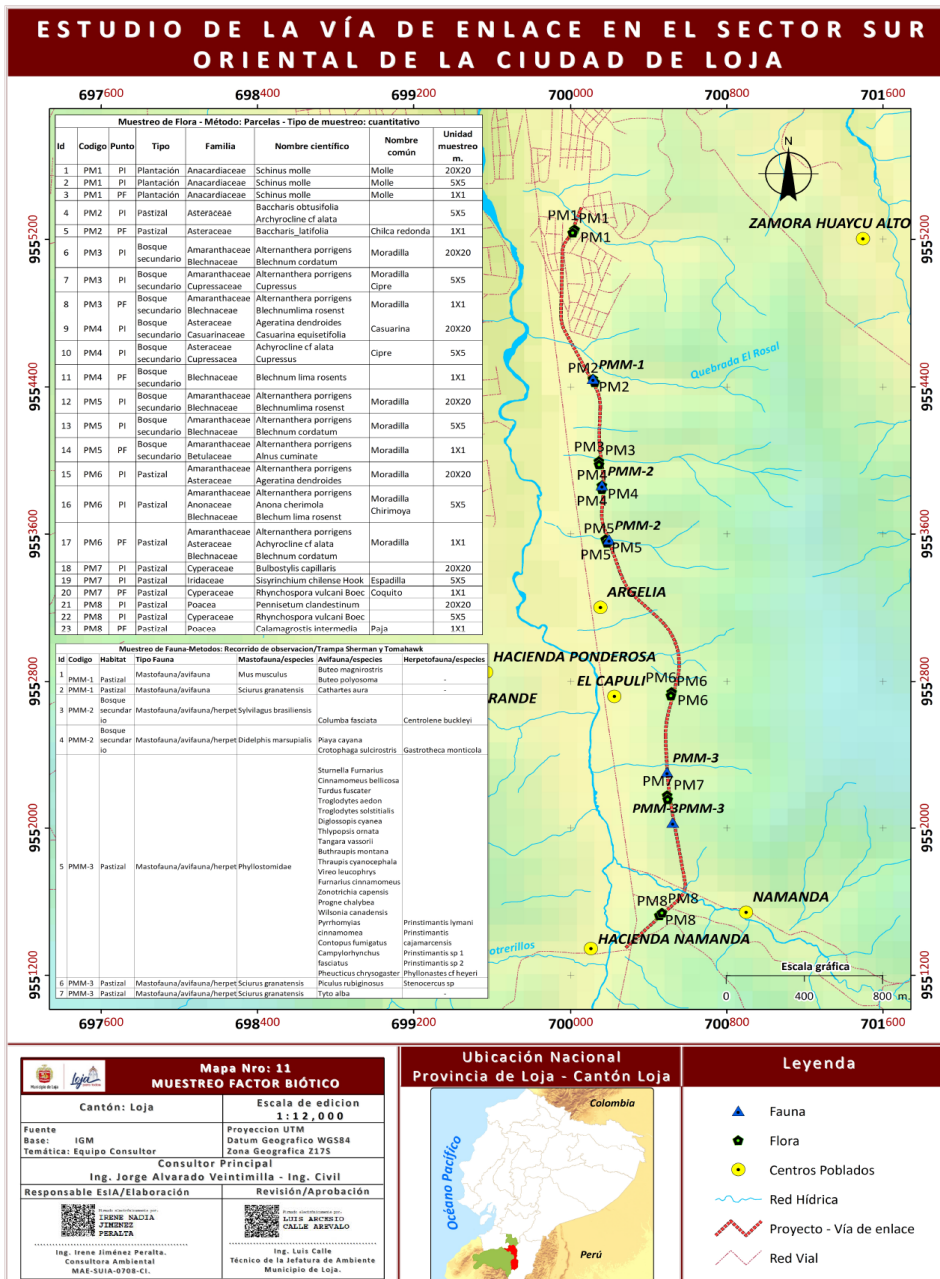 ESTUDIO DE LA VÍA DE ENLACE EN EL SECTOR SUR
ORIENTAL DE LA CIUDAD DE LOJA
697600 698400 699200 700000 700800 701600
9555200
9554400
9553600
9552800
9552000
9551200
Muestreo de Flora - Método: Parcelas - Tipo de muestreo: cuantitativo
Id Codigo Punto Tipo Familia Nombre científico Nombre común Unidad muestreo m.
1 PM1 PI Plantación Anacardiaceae Schinus molle Molle 20X20
2 PM1 PI Plantación Anacardiaceae Schinus molle Molle 5X5
3 PM1 PF Plantación Anacardiaceae Schinus molle Molle 1X1
4 PM2 PI Pastizal Asteraceae Baccharis obtusifolia Archyrocline cf alata 5X5
5 PM2 PF Pastizal Asteraceae Baccharis_latifolia Chilca redonda 1X1
6 PM3 PI Bosque secundario Amaranthaceae Blechnaceae Alternanthera porrigens Blechnum cordatum Moradilla 20X20
7 PM3 PI Bosque secundario Amaranthaceae Cupressaceae Alternanthera porrigens Cupressus Moradilla Cipre 5X5
8 PM3 PF Bosque secundario Amaranthaceae Blechnaceae Alternanthera porrigens Blechnumlima rosenst Moradilla 1X1
9 PM4 PI Bosque secundario Asteraceae Casuarinaceae Ageratina dendroides Casuarina equisetifolia Casuarina 20X20
10 PM4 PI Bosque secundario Asteraceae Cupressacea Achyrocline cf alata Cupressus Cipre 5X5
11 PM4 PF Bosque secundario Blechnaceae Blechnum lima rosents 1X1
12 PM5 PI Bosque secundario Amaranthaceae Blechnaceae Alternanthera porrigens Blechnumlima rosenst Moradilla 20X20
13 PM5 PI Bosque secundario Amaranthaceae Blechnaceae Alternanthera porrigens Blechnum cordatum Moradilla 5X5
14 PM5 PF Bosque secundario Amaranthaceae Betulaceae Alternanthera porrigens Alnus cuminate Moradilla 1X1
15 PM6 PI Pastizal Amaranthaceae Asteraceae Alternanthera porrigens Ageratina dendroides Moradilla 20X20
16 PM6 PI Pastizal Amaranthaceae Anonaceae Blechnaceae Alternanthera porrigens Anona cherimola Blechum lima rosenst Moradilla Chirimoya 5X5
17 PM6 PF Pastizal Amaranthaceae Asteraceae Blechnaceae Alternanthera porrigens Achyrocline cf alata Blechnum cordatum Moradilla 1X1
18 PM7 PI Pastizal Cyperaceae Bulbostylis capillaris 20X20
19 PM7 PI Pastizal Iridaceae Sisyrinchium chilense Hook Espadilla 5X5
20 PM7 PF Pastizal Cyperaceae Rhynchospora vulcani Boec Coquito 1X1
21 PM8 PI Pastizal Poacea Pennisetum clandestinum 20X20
22 PM8 PI Pastizal Cyperaceae Rhynchospora vulcani Boec 5X5
23 PM8 PF Pastizal Poacea Calamagrostis intermedia Paja 1X1
Muestreo de Fauna-Metodos: Recorrido de observacion/Trampa Sherman y Tomahawk
Id Codigo Habitat Tipo Fauna Mastofauna/especies Avifauna/especies Herpetofauna/especies
1 PMM-1 Pastizal Mastofauna/avifauna Mus musculus Buteo magnirostris Buteo polyosoma -
2 PMM-1 Pastizal Mastofauna/avifauna Sciurus granatensis Cathartes aura -
3 PMM-2 Bosque secundar io Mastofauna/avifauna/herpet Sylvilagus brasiliensis Columba fasciata Centrolene buckleyi
4 PMM-2 Bosque secundar io Mastofauna/avifauna/herpet Didelphis marsupialis Piaya cayana Crotophaga sulcirostris Gastrotheca monticola
5 PMM-3 Pastizal Mastofauna/avifauna/herpet Phyllostomidae
Sturnella Furnarius
Cinnamomeus bellicosa
Turdus fuscater
Troglodytes aedon
Troglodytes solstitialis
Diglossopis cyanea
Thlypopsis ornata
Tangara vassorii
Buthraupis montana
Thraupis cyanocephala
Vireo leucophrys
Furnarius cinnamomeus
Zonotrichia capensis
Progne chalybea
Wilsonia canadensis
Pyrrhomyias Prinstimantis lymani
cinnamomea Prinstimantis
Contopus fumigatus cajamarcensis
Campylorhynchus Prinstimantis sp 1
fasciatus Prinstimantis sp 2
Pheucticus chrysogaster Phyllonastes cf heyeri
6 PMM-3 Pastizal Mastofauna/avifauna/herpet Sciurus granatensis Piculus rubiginosus Stenocercus sp
7 PMM-3 Pastizal Mastofauna/avifauna/herpet Sciurus granatensis Tyto alba -
N
ZAMORA HUAYCU ALTO
PM1 PM1
PM1
Quebrada El Rosal
PM2 PMM-1
PM2
PM3 PM3
PMM-2
PM4 PM4
PM4
PM5 PMM-2
PM5 PM5
ARGELIA
HACIENDA PONDEROSA
EL CAPULI
RANDE
PM6 PM6
PM6
PMM-3
PM7 PM7
PMM-3 PMM-3
PM8 PM8
PM8
NAMANDA
HACIENDA NAMANDA
otrerillos
Escala gráfica
0 400 800 m.
697600 698400 699200 700000 700800 701600
Municipio de Loja Loja
Mapa Nro: 11
MUESTREO FACTOR BIÓTICO
Cantón: Loja
Escala de edicion
1:12,000
Fuente
Base: IGM
Temática: Equipo Consultor
Proyeccion UTM
Datum Geografico WGS84
Zona Geografica Z17S
Consultor Principal
Ing. Jorge Alvarado Veintimilla - Ing. Civil
Responsable EsIA/Elaboración
Revisión/Aprobación
Firmado electrónicamente por:
IRENE NADIA
JIMENEZ
PERALTA
Firmado electrónicamente por:
LUIS ARCESIO
CALLE AREVALO
Ing. Irene Jiménez Peralta.
Consultora Ambiental
MAE-SUIA-0708-CI.
Ing. Luis Calle
Técnico de la Jefatura de Ambiente
Municipio de Loja.
Ubicación Nacional
Provincia de Loja - Cantón Loja
Colombia
Océano Pacífico
Perú
Leyenda
Fauna
Flora
Centros Poblados
Red Hídrica
Proyecto - Vía de enlace
Red Vial